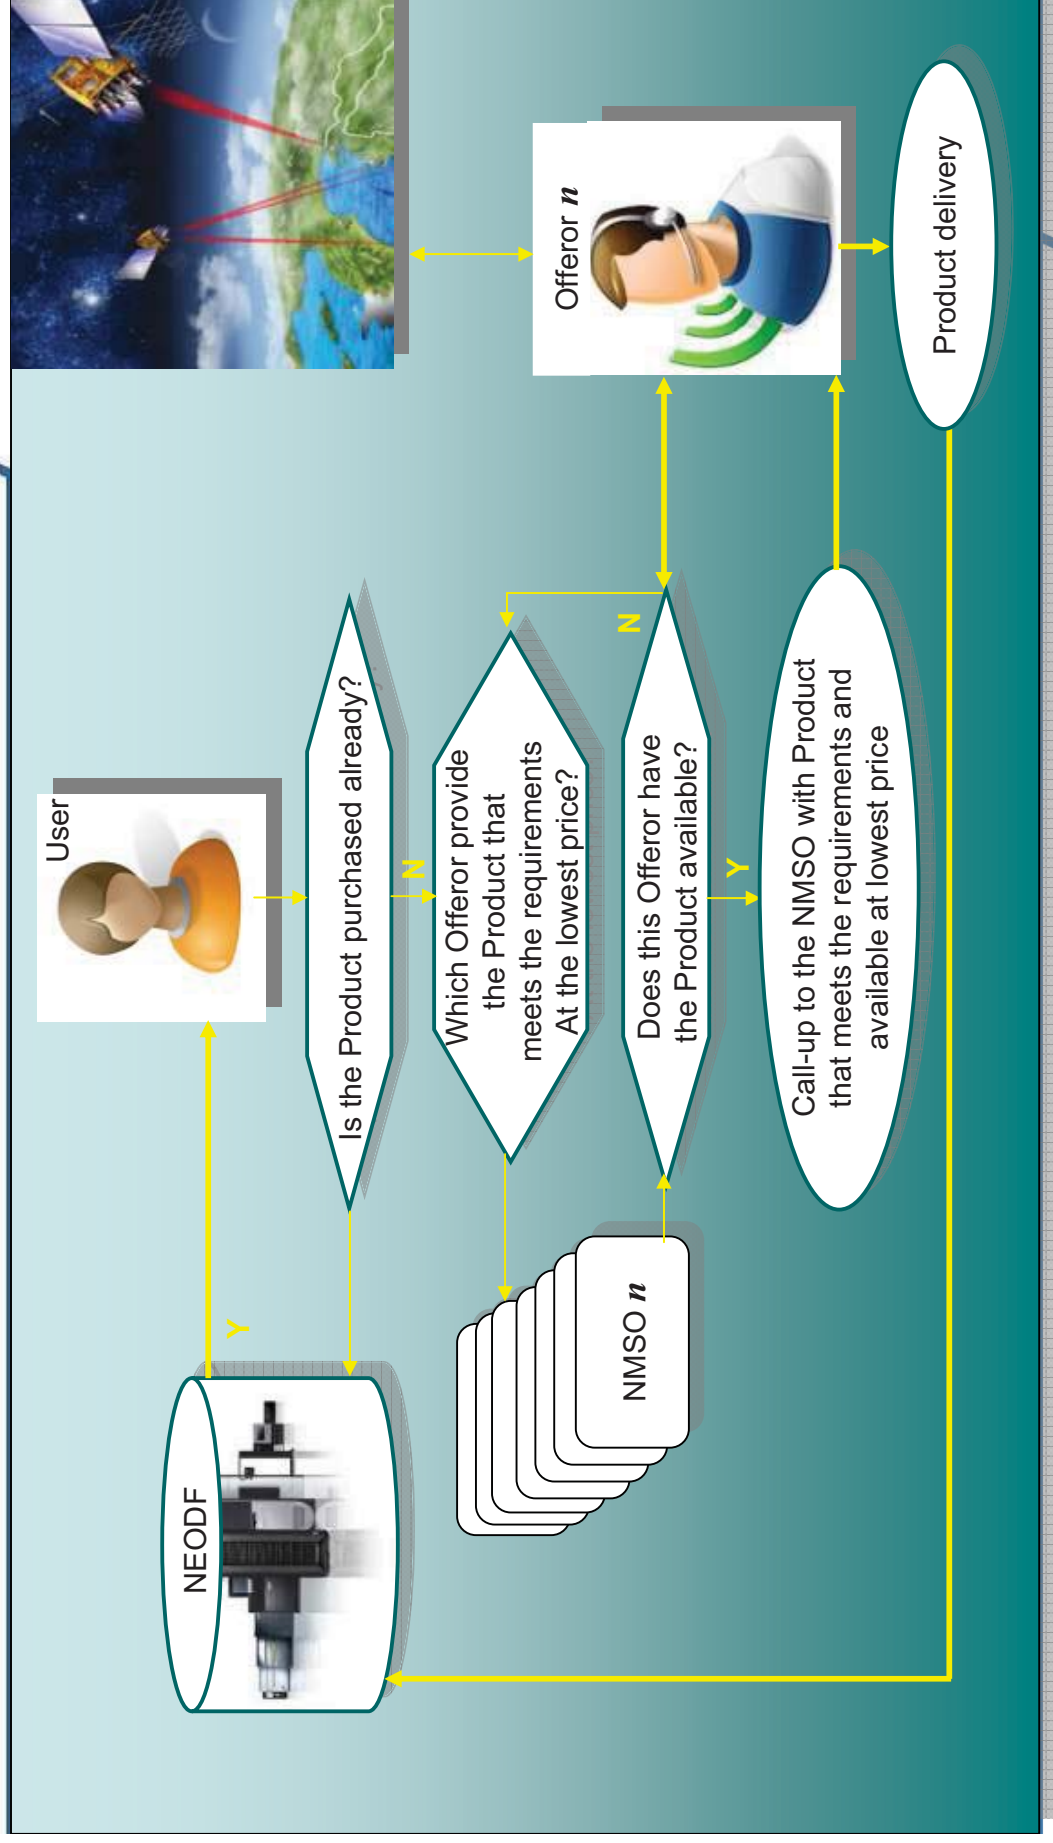 NEODF
User
Y
Is the Product purchased already?
N
Which Offeror provide
the Product that
meets the requirements
At the lowest price?
N
NMSO n
Does this Offeror have
the Product available?
Y
Call-up to the NMSO with Product
that meets the requirements and
available at lowest price
Offeror n
Product delivery